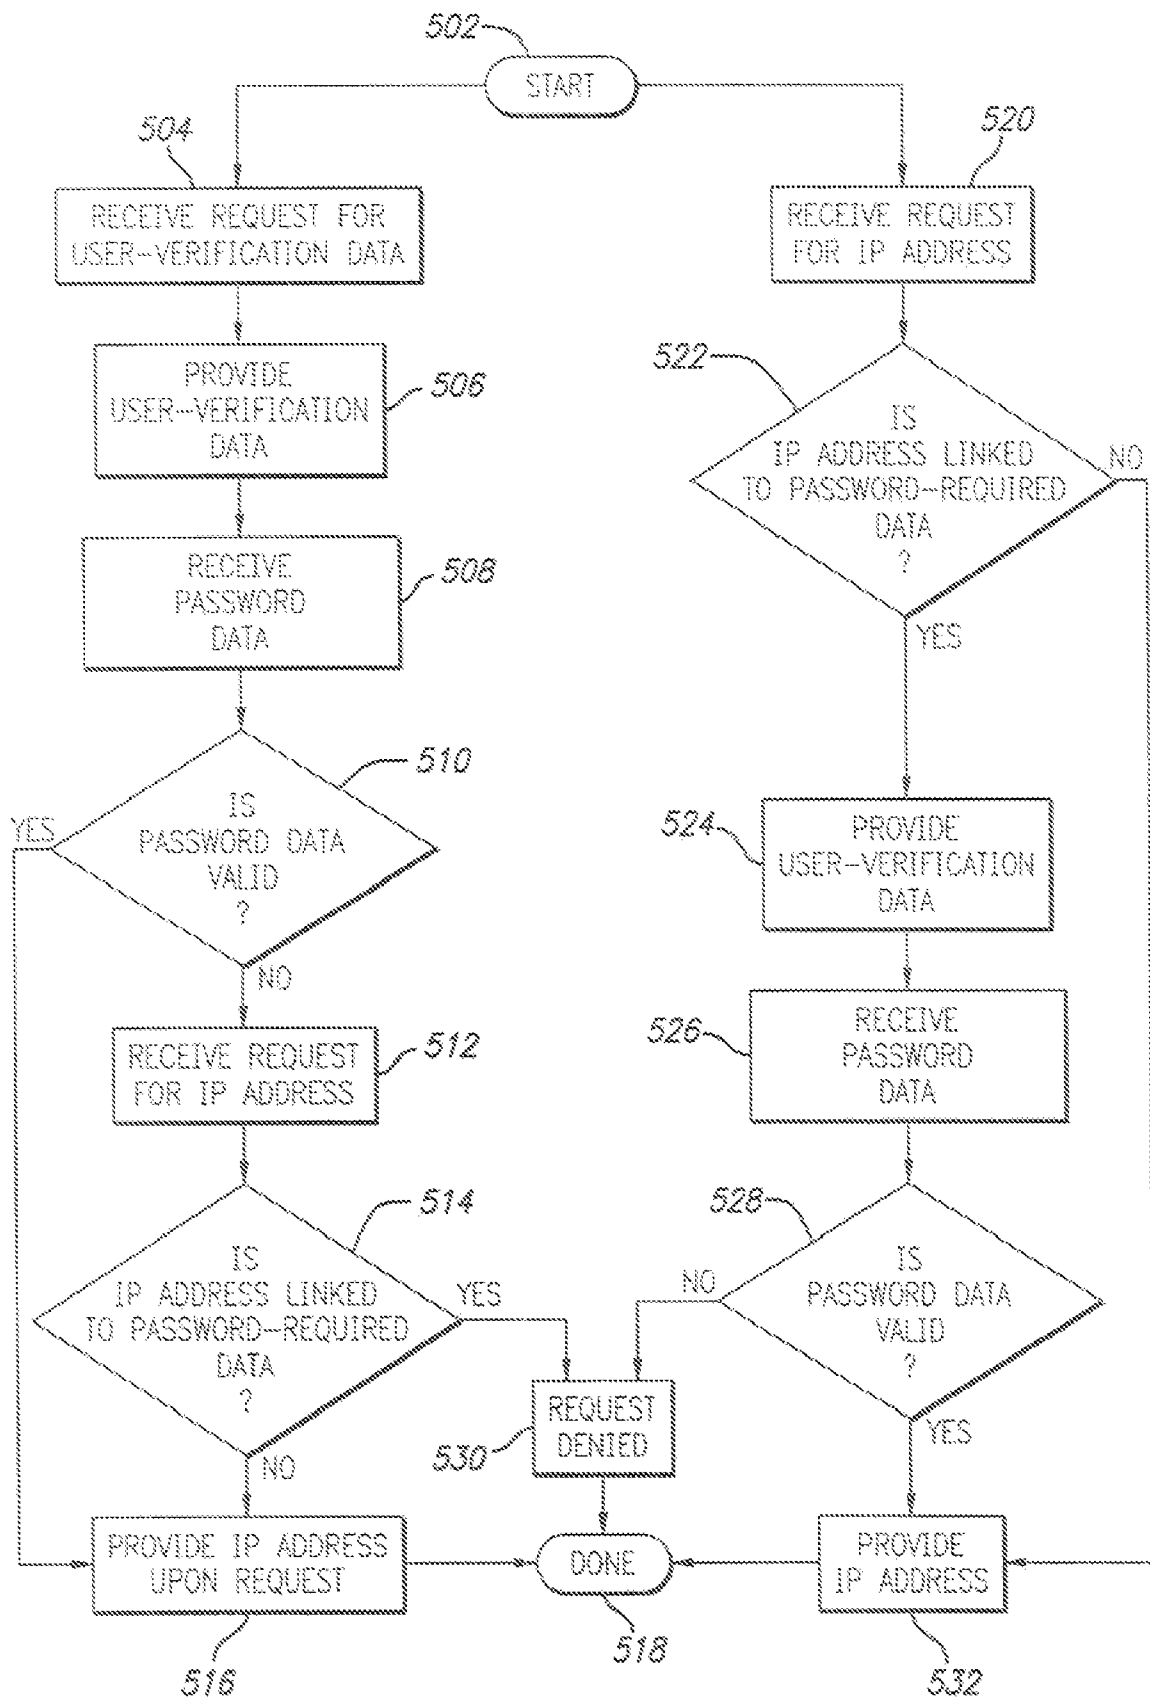 502
START
504
RECEIVE REQUEST FOR
USER-VERIFICATION DATA
506
PROVIDE
USER-VERIFICATION
DATA
508
RECEIVE
PASSWORD
DATA
510
IS
PASSWORD DATA
VALID
?
YES
NO
512
RECEIVE REQUEST
FOR IP ADDRESS
514
IS
IP ADDRESS LINKED
TO PASSWORD-REQUIRED
DATA
?
YES
NO
PROVIDE IP ADDRESS
UPON REQUEST
516
520
RECEIVE REQUEST
FOR IP ADDRESS
522
IS
IP ADDRESS LINKED
TO PASSWORD-REQUIRED
DATA
?
NO
YES
524
PROVIDE
USER-VERIFICATION
DATA
526
RECEIVE
PASSWORD
DATA
528
IS
PASSWORD DATA
VALID
?
NO
YES
REQUEST
DENIED
530
DONE
518
PROVIDE
IP ADDRESS
532